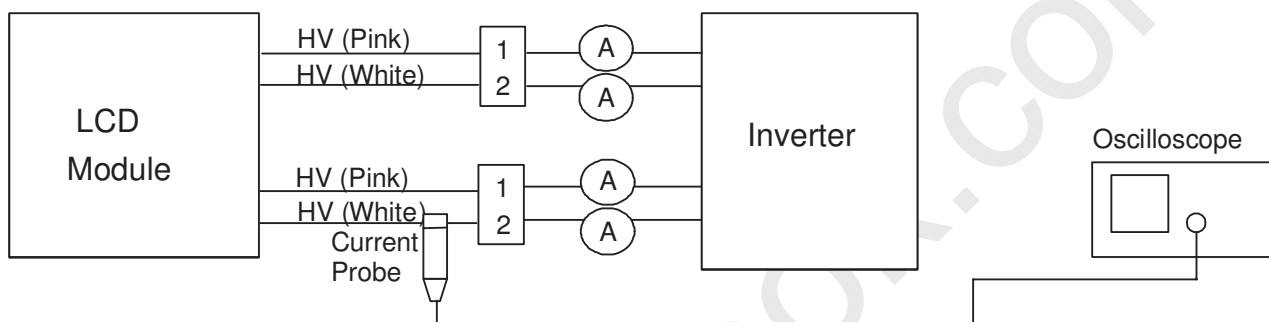 HV (Pink)
1
A
HV (White)
2
A
LCD
Module
Inverter
Oscilloscope
HV (Pink)
1
A
HV (White)
2
A
Current
Probe